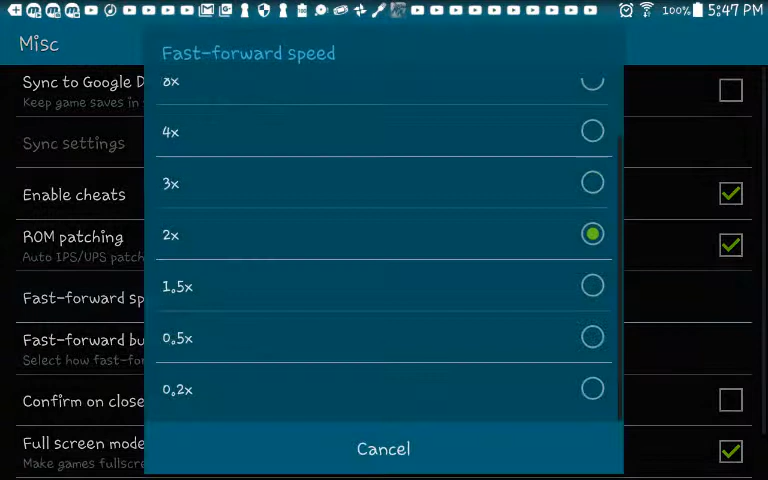 100% 5:47 PM
Misc
Fast-forward speed
Sync to Google D
Keep game saves in
8x
4x
Sync settings
3x
Enable cheats
2x
ROM patching
Auto IPS/UPS patch
1.5x
Fast-forward sp
0.5x
Fast-forward bu
Select how fast-fo
0.2x
Confirm on close
Full screen mode
Make games fullscre
Cancel